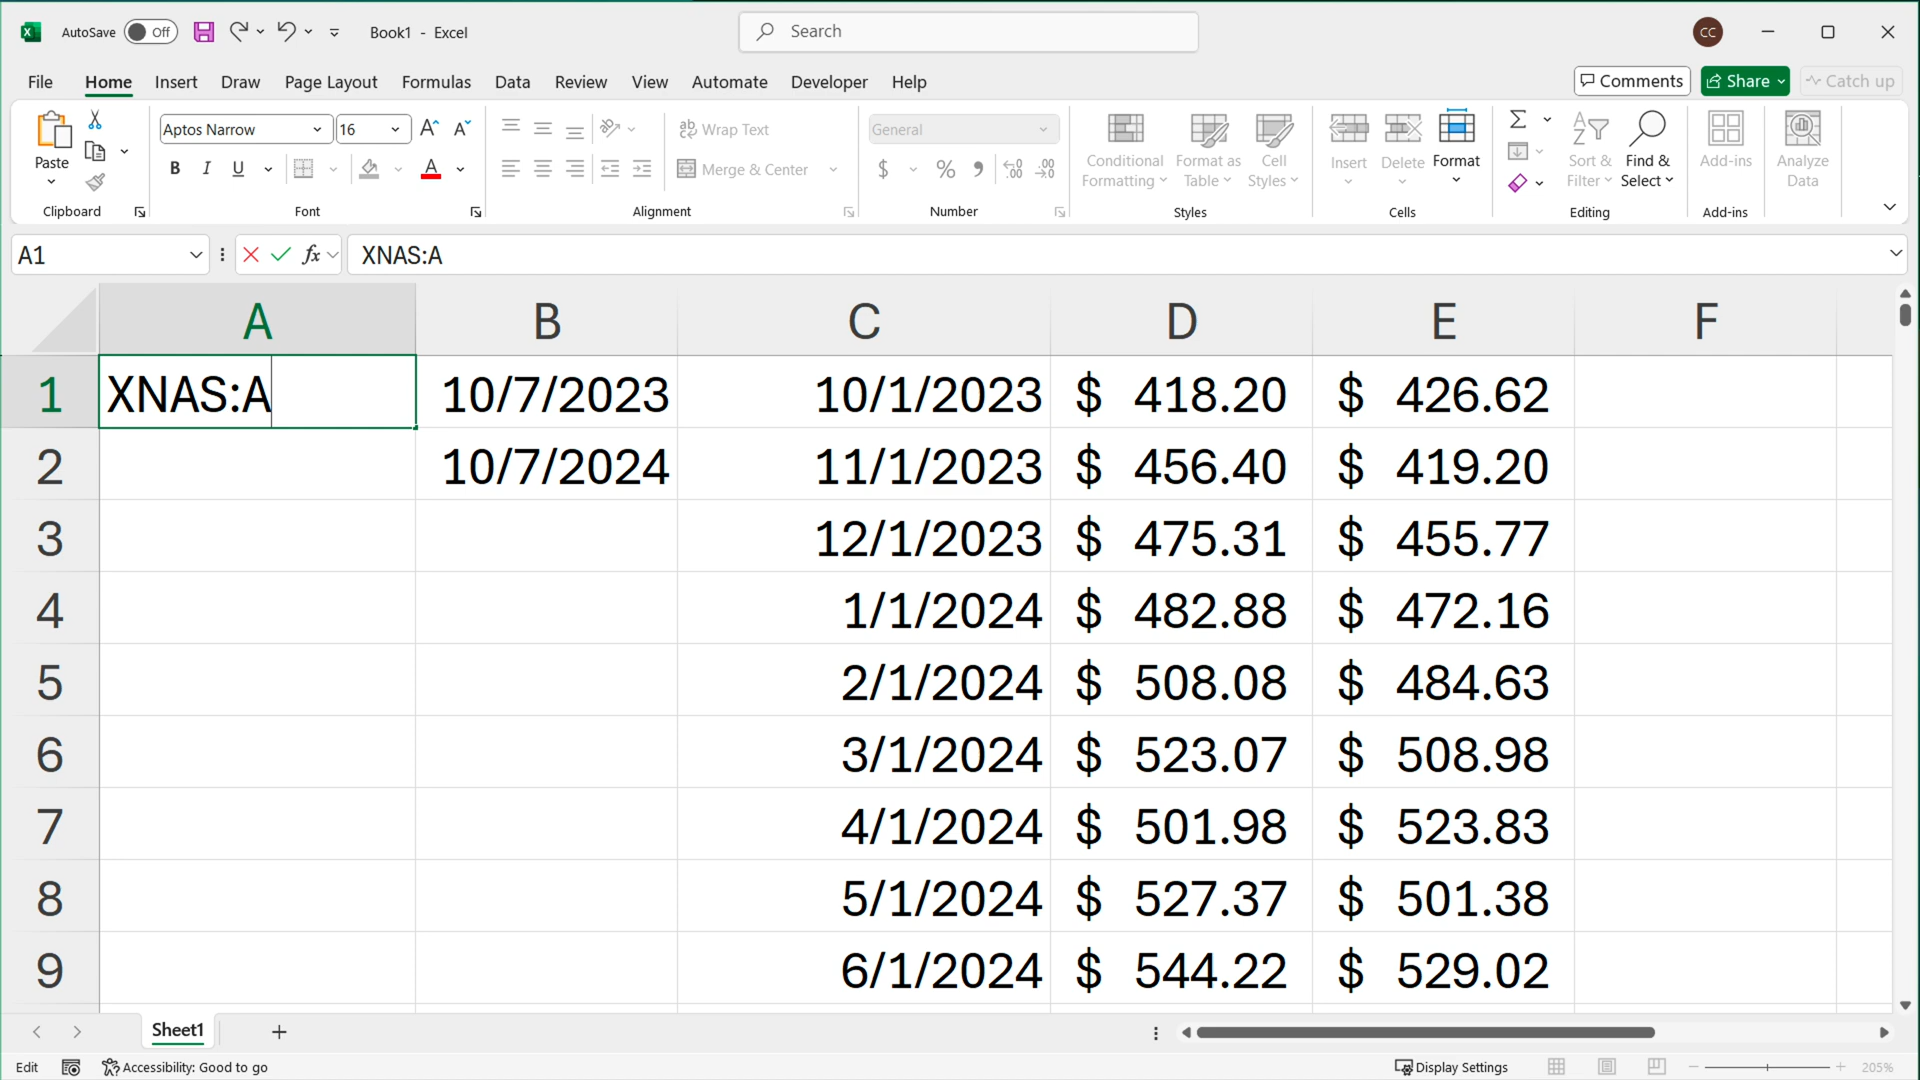 AutoSave Off Book1 - Excel Search CC
File Home Insert Draw Page Layout Formulas Data Review View Automate Developer Help Comments Share Catch up
Paste
Clipboard
Aptos Narrow 16 A A
B I U A
Font
Wrap Text
Merge & Center
Alignment
General
$ % 9 .00 .00
Number
Conditional Formatting
Format as Table
Cell Styles
Styles
Insert Delete Format
Cells
Sort & Filter
Find & Select
Editing
Add-ins
Add-ins
Analyze Data
A1 fx XNAS:A
A B C D E F
1 XNAS:A 10/7/2023 10/1/2023 $ 418.20 $ 426.62
2 10/7/2024 11/1/2023 $ 456.40 $ 419.20
3 12/1/2023 $ 475.31 $ 455.77
4 1/1/2024 $ 482.88 $ 472.16
5 2/1/2024 $ 508.08 $ 484.63
6 3/1/2024 $ 523.07 $ 508.98
7 4/1/2024 $ 501.98 $ 523.83
8 5/1/2024 $ 527.37 $ 501.38
9 6/1/2024 $ 544.22 $ 529.02
Sheet1
Edit Accessibility: Good to go Display Settings 205%